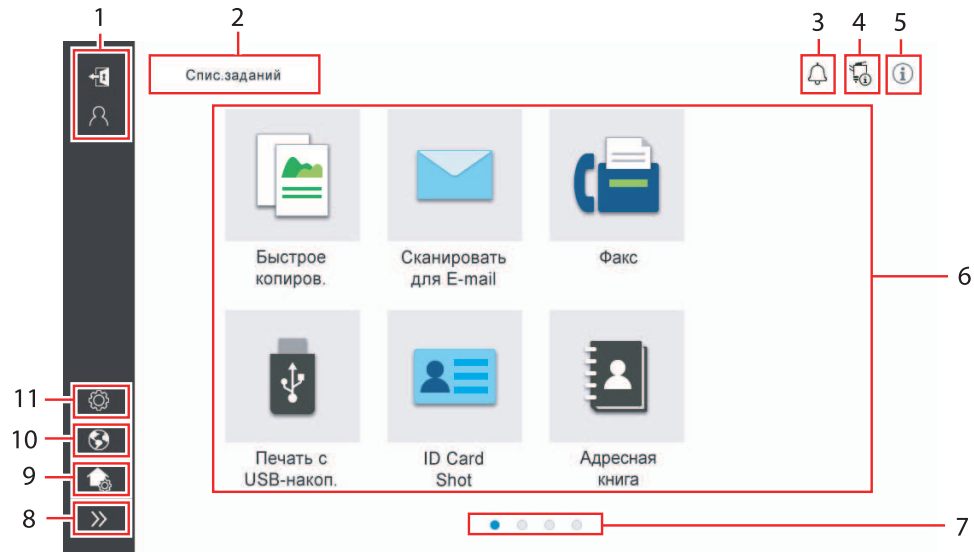 1
2
3
4
5
Спис.заданий
Быстрое
копиров.
Сканировать
для E-mail
Факс
6
Печать с
USB-накоп.
ID Card
Shot
Адресная
книга
11
10
9
8
7